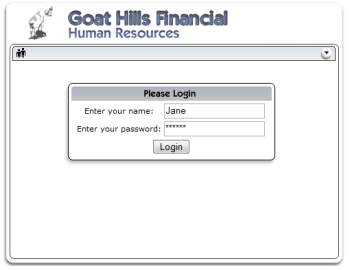 Goat Hills Financial
Human Resources
Please Login
Enter your name: Jane
Enter your password: ******
Login